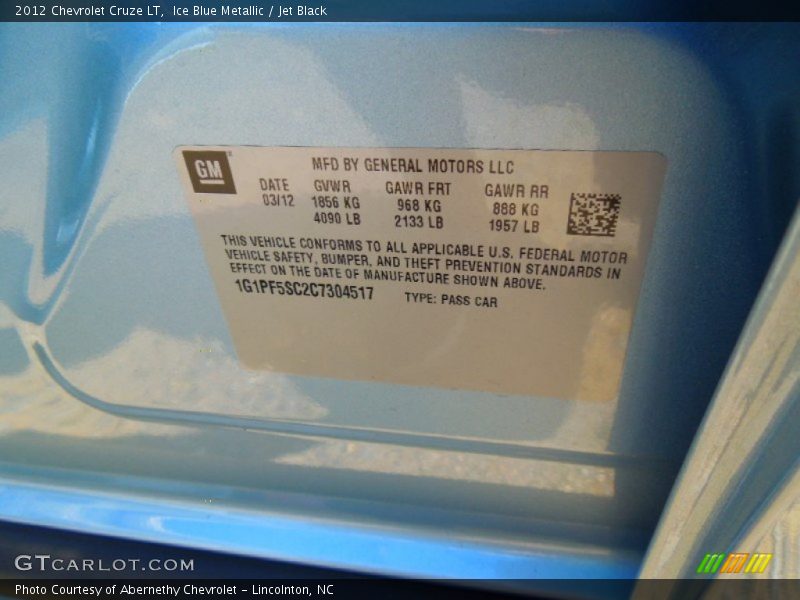 2012 Chevrolet Cruze LT, Ice Blue Metallic / Jet Black
GM
MFD BY GENERAL MOTORS LLC
DATE GVWR GAWR FRT GAWR RR
03/12 1856 KG 968 KG 888 KG
4090 LB 2133 LB 1957 LB
THIS VEHICLE CONFORMS TO ALL APPLICABLE U.S. FEDERAL MOTOR
VEHICLE SAFETY, BUMPER, AND THEFT PREVENTION STANDARDS IN
EFFECT ON THE DATE OF MANUFACTURE SHOWN ABOVE.
1G1PF5SC2C7304517 TYPE: PASS CAR
GTCARLOT.COM
Photo Courtesy of Abernethy Chevrolet – Lincolnton, NC